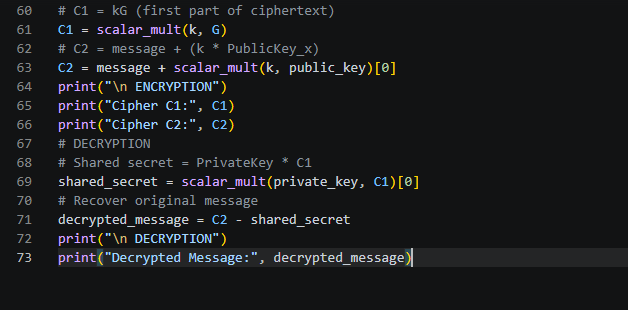 60 # C1 = kG (first part of ciphertext)
61 C1 = scalar_mult(k, G)
62 # C2 = message + (k * PublicKey_x)
63 C2 = message + scalar_mult(k, public_key)[0]
64 print("\n ENCRYPTION")
65 print("Cipher C1:", C1)
66 print("Cipher C2:", C2)
67 # DECRYPTION
68 # Shared secret = PrivateKey * C1
69 shared_secret = scalar_mult(private_key, C1)[0]
70 # Recover original message
71 decrypted_message = C2 - shared_secret
72 print("\n DECRYPTION")
73 print("Decrypted Message:", decrypted_message)